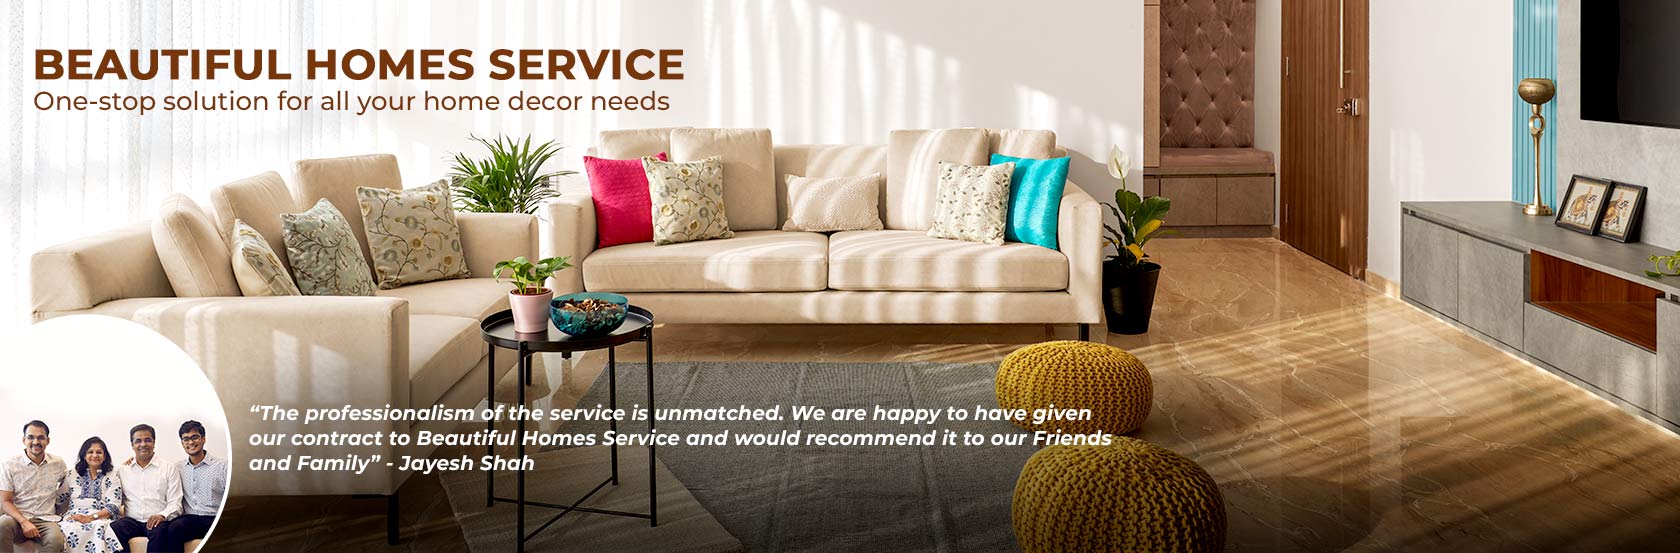 BEAUTIFUL HOMES SERVICE
One-stop solution for all your home decor needs
“The professionalism of the service is unmatched. We are happy to have given
our contract to Beautiful Homes Service and would recommend it to our Friends
and Family” - Jayesh Shah